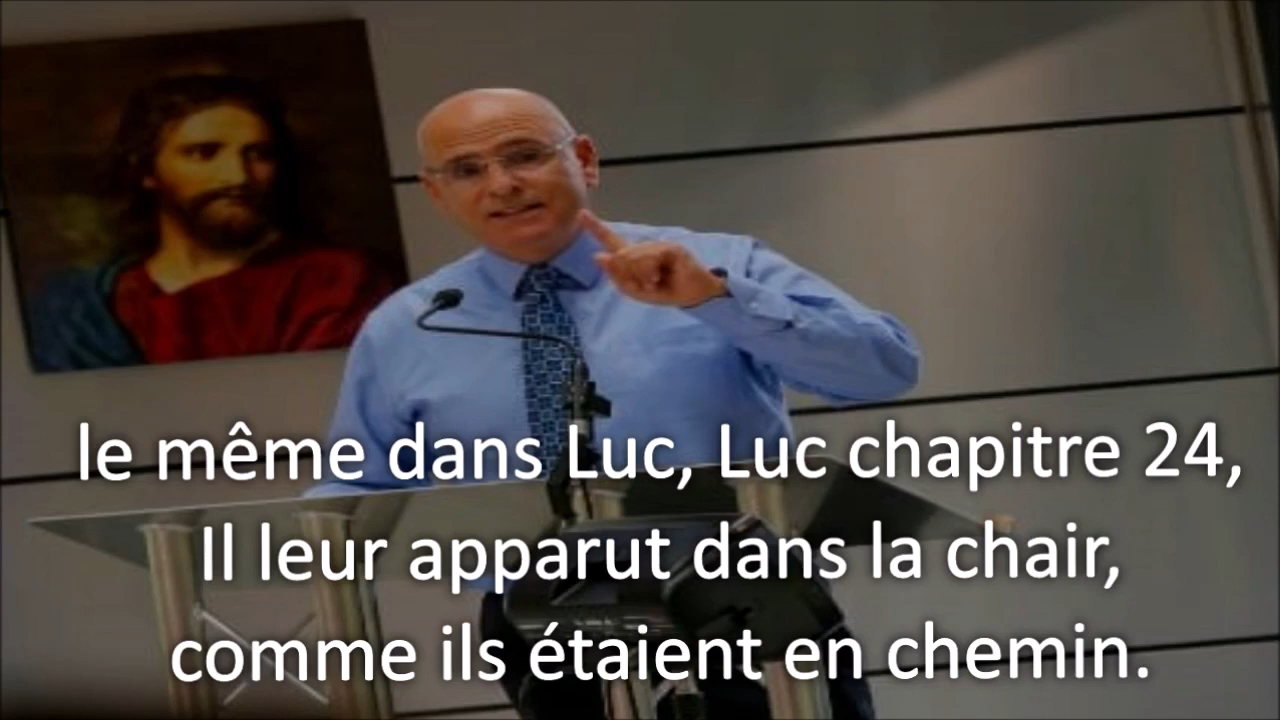 le même dans Luc, Luc chapitre 24,
Il leur apparut dans la chair,
comme ils étaient en chemin.